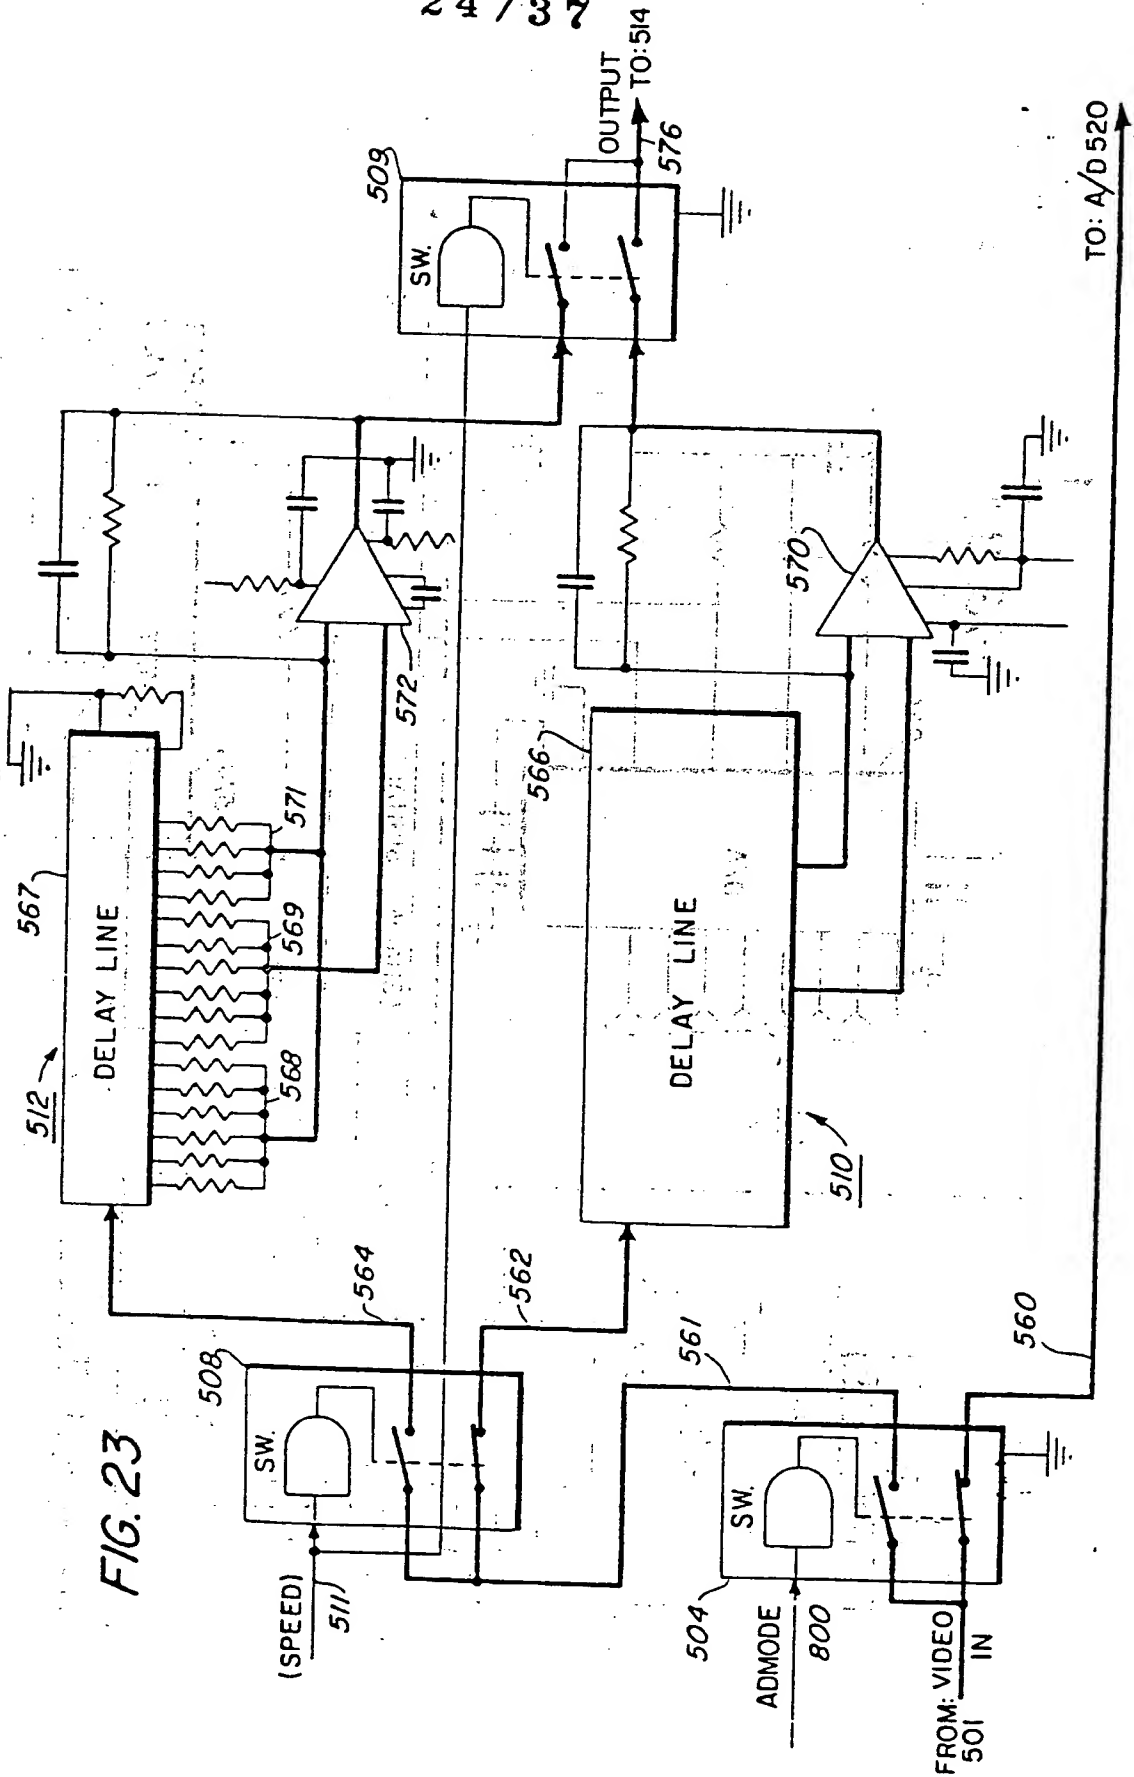 24/37
FIG. 23
512
567
DELAY LINE
568
569
571
572
509
SW.
OUTPUT
TO: 514
576
564
508
SW.
(SPEED)
511
562
566
DELAY LINE
510
570
561
504
SW.
ADMODE
800
FROM: VIDEO
501 IN
560
TO: A/D 520